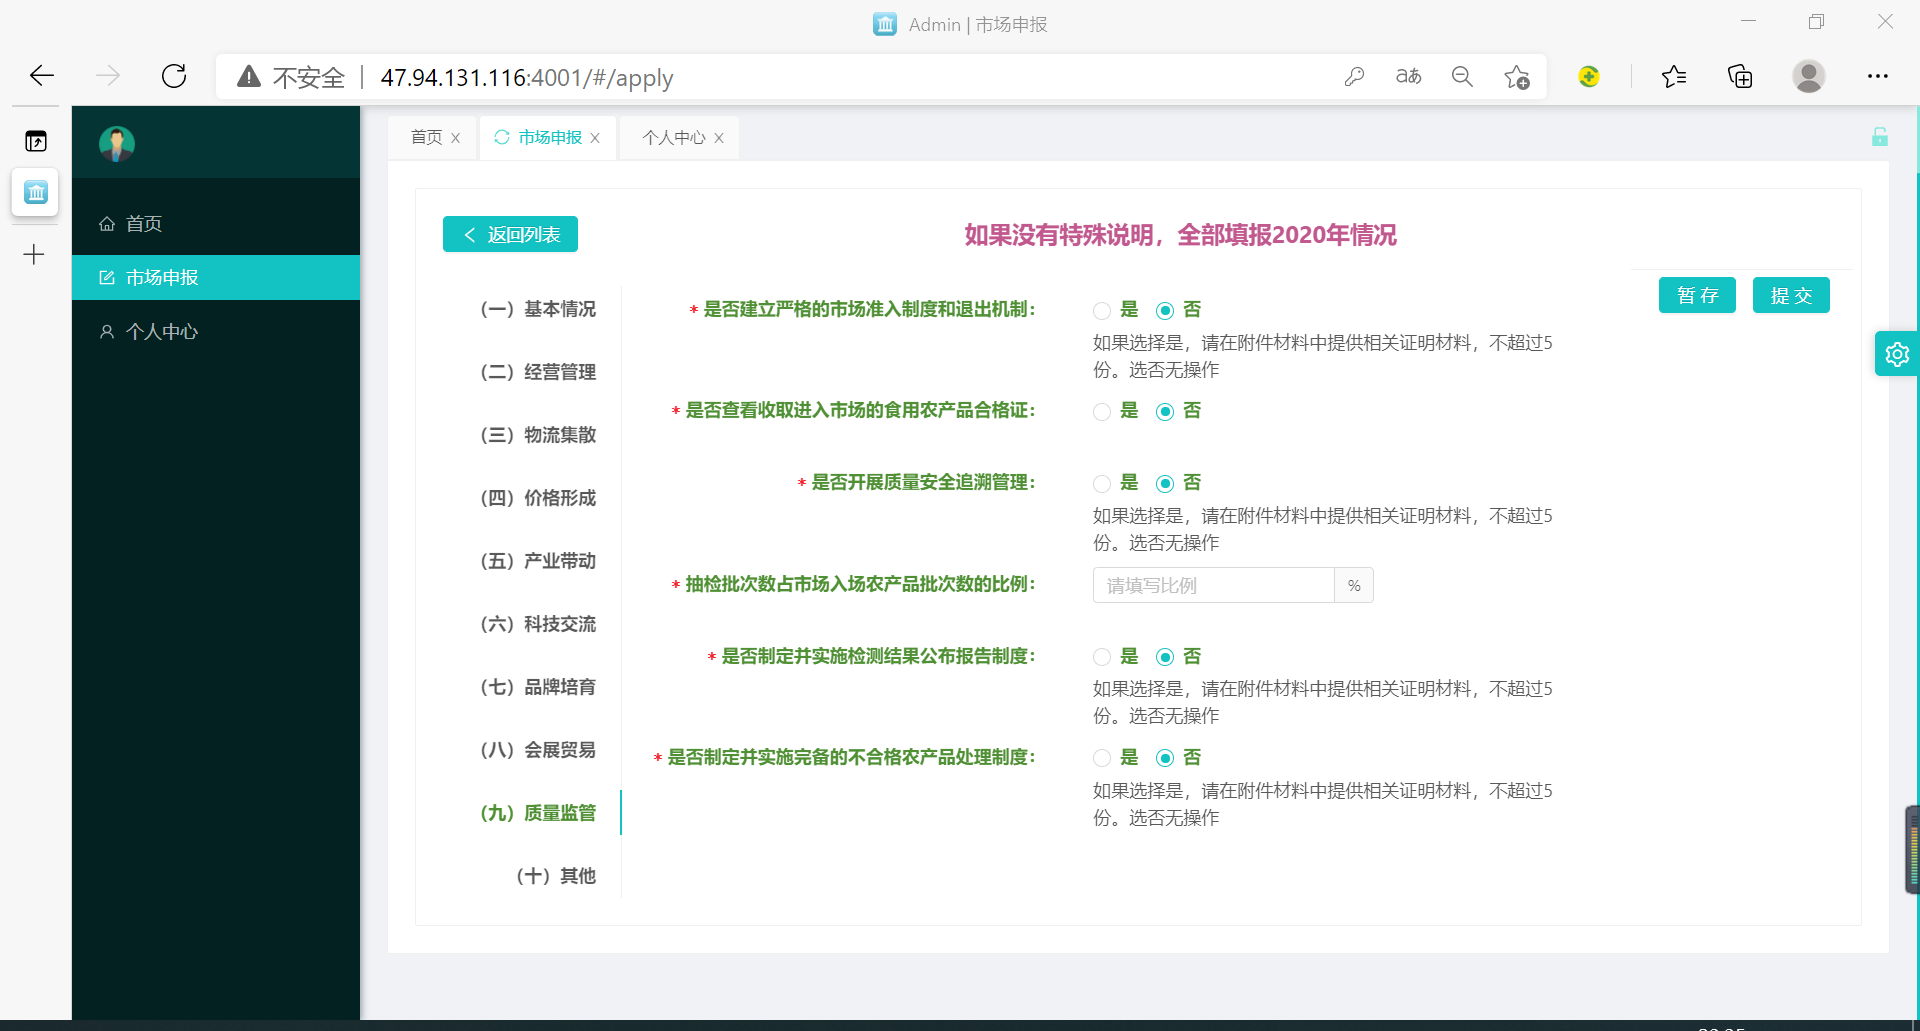 Admin | 市场申报
不安全 | 47.94.131.116:4001/#/apply
aあ
首页 x 市场申报 x 个人中心 x
首页
市场申报
个人中心
返回列表
如果没有特殊说明，全部填报2020年情况
暂 存 提 交
（一）基本情况
（二）经营管理
（三）物流集散
（四）价格形成
（五）产业带动
（六）科技交流
（七）品牌培育
（八）会展贸易
（九）质量监管
（十）其他
* 是否建立严格的市场准入制度和退出机制： 是 否
如果选择是，请在附件材料中提供相关证明材料，不超过5
份。选否无操作
* 是否查看收取进入市场的食用农产品合格证： 是 否
* 是否开展质量安全追溯管理： 是 否
如果选择是，请在附件材料中提供相关证明材料，不超过5
份。选否无操作
* 抽检批次数占市场入场农产品批次数的比例： 请填写比例 %
* 是否制定并实施检测结果公布报告制度： 是 否
如果选择是，请在附件材料中提供相关证明材料，不超过5
份。选否无操作
* 是否制定并实施完备的不合格农产品处理制度： 是 否
如果选择是，请在附件材料中提供相关证明材料，不超过5
份。选否无操作